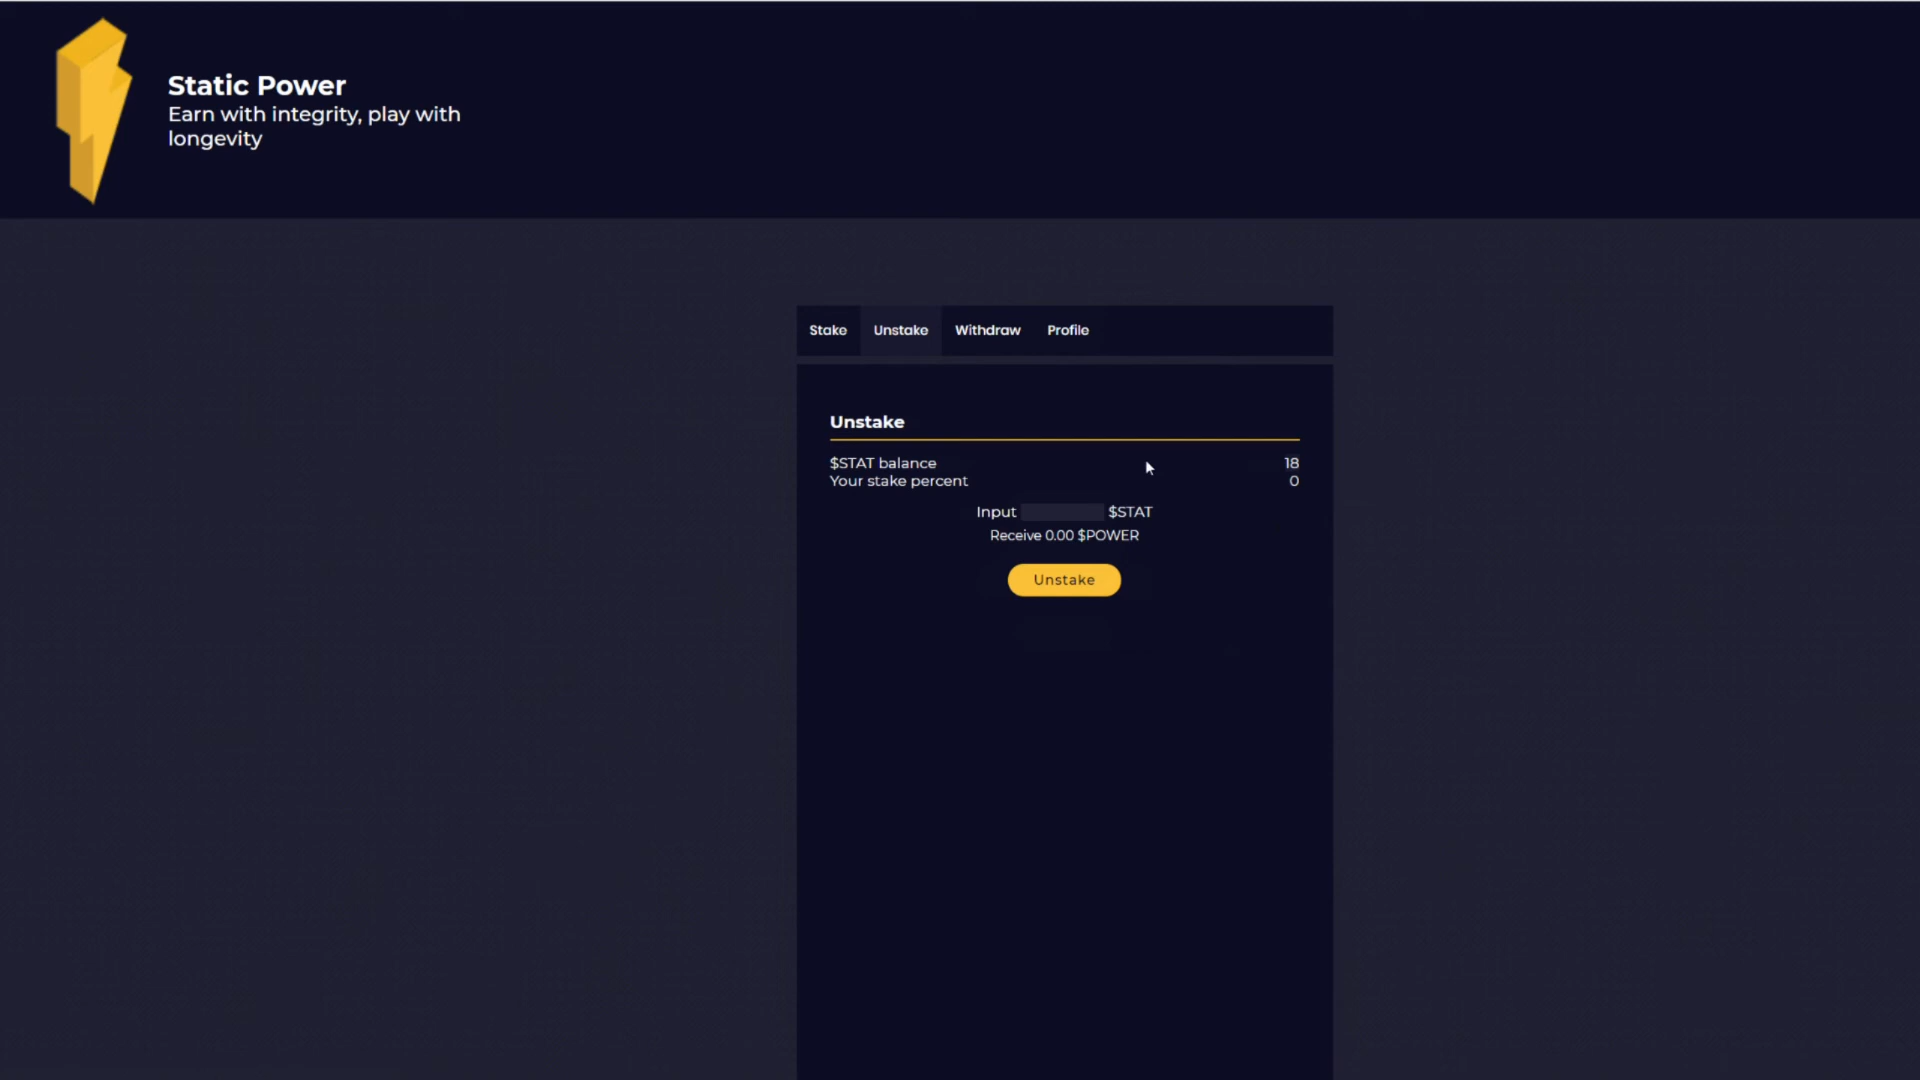 Static Power
Earn with integrity, play with
longevity
Stake Unstake Withdraw Profile
Unstake
$STAT balance 18
Your stake percent 0
Input $STAT
Receive 0.00 $POWER
Unstake